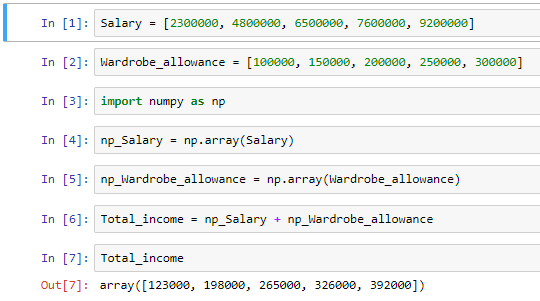 In [1]: Salary = [2300000, 4800000, 6500000, 7600000, 9200000]
In [2]: Wardrobe_allowance = [100000, 150000, 200000, 250000, 300000]
In [3]: import numpy as np
In [4]: np_Salary = np.array(Salary)
In [5]: np_Wardrobe_allowance = np.array(Wardrobe_allowance)
In [6]: Total_income = np_Salary + np_Wardrobe_allowance
In [7]: Total_income
Out[7]: array([123000, 198000, 265000, 326000, 392000])